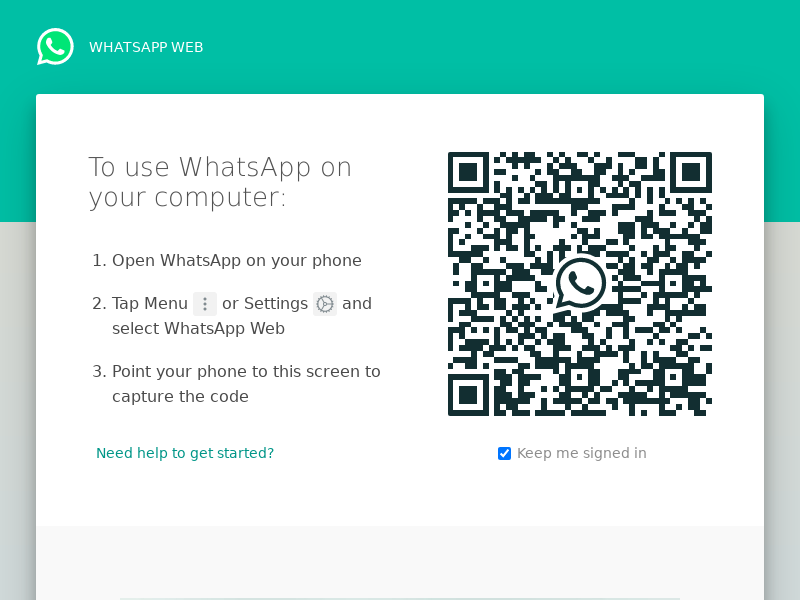 WHATSAPP WEB
To use WhatsApp on
your computer:
1. Open WhatsApp on your phone
2. Tap Menu or Settings and
select WhatsApp Web
3. Point your phone to this screen to
capture the code
Need help to get started?
Keep me signed in